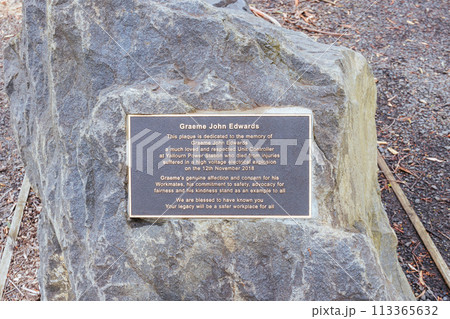 Graeme John Edwards
This plaque is dedicated to the memory of
Graeme John Edwards
a much loved and respected Unit Controller
at Yallourn Power Station who died from injuries
suffered in a high voltage electrical explosion
on the 12th November 2018
Graeme's genuine affection and concern for his
Workmates, his commitment to safety, advocacy for
fairness and his kindness stand as an example to all
We are blessed to have known you
Your legacy will be a safer workplace for all
113365632